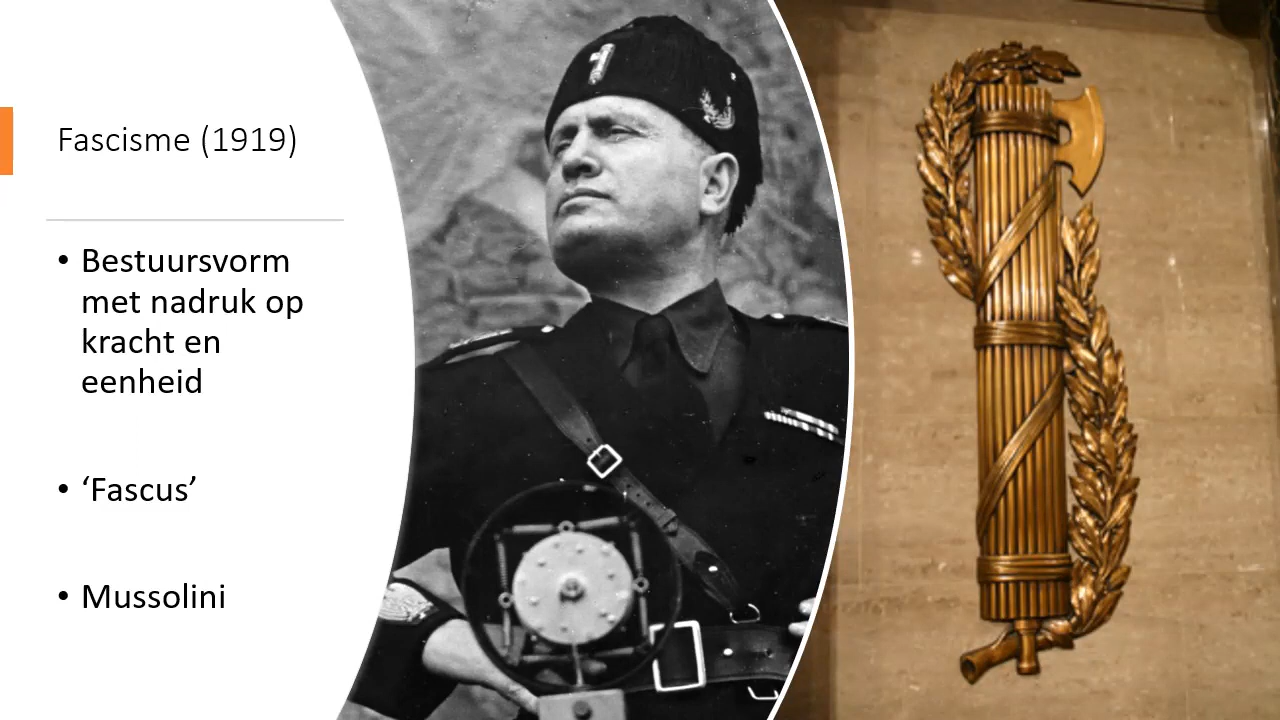 Fascisme (1919)
• Bestuursvorm
met nadruk op
kracht en
eenheid
• ‘Fascus’
• Mussolini